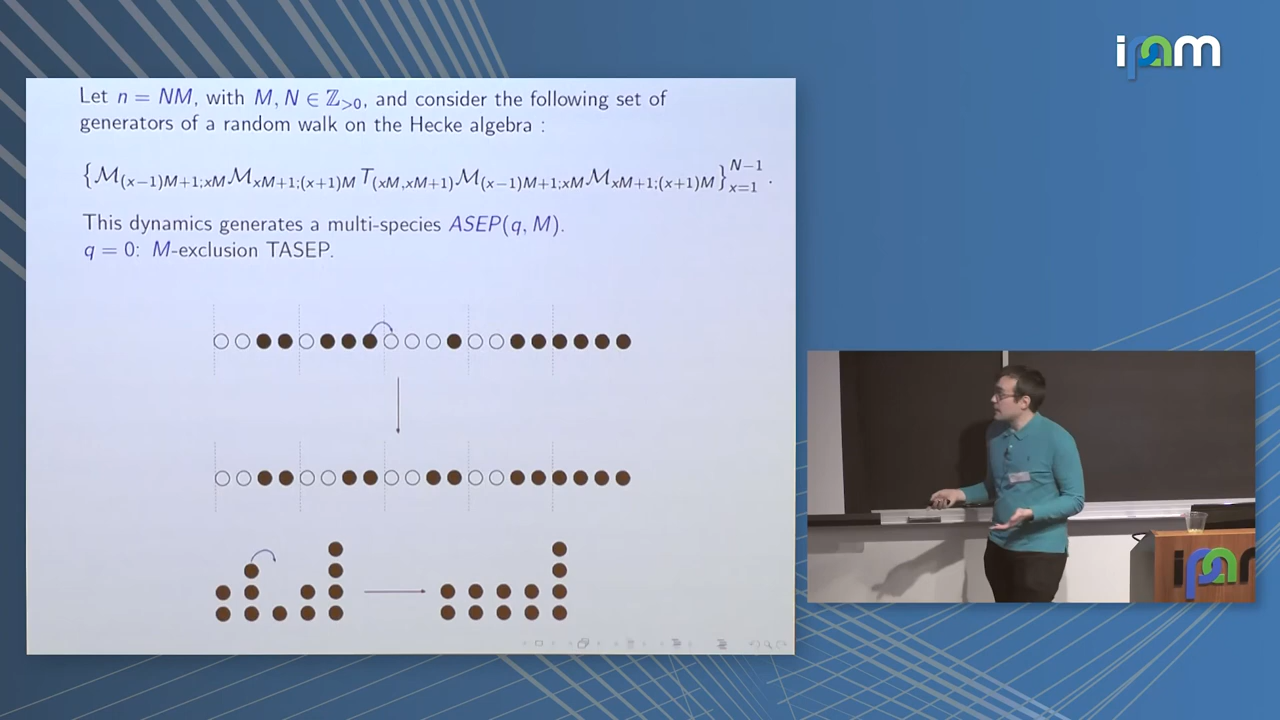 ipam
Let n = NM, with M, N ∈ ℤ>0, and consider the following set of
generators of a random walk on the Hecke algebra :
{ℳ(x−1)M+1;xM ℳxM+1;(x+1)M T(xM,xM+1) ℳ(x−1)M+1;xM ℳxM+1;(x+1)M}x=1^N−1 .
This dynamics generates a multi-species ASEP(q, M).
q = 0: M-exclusion TASEP.